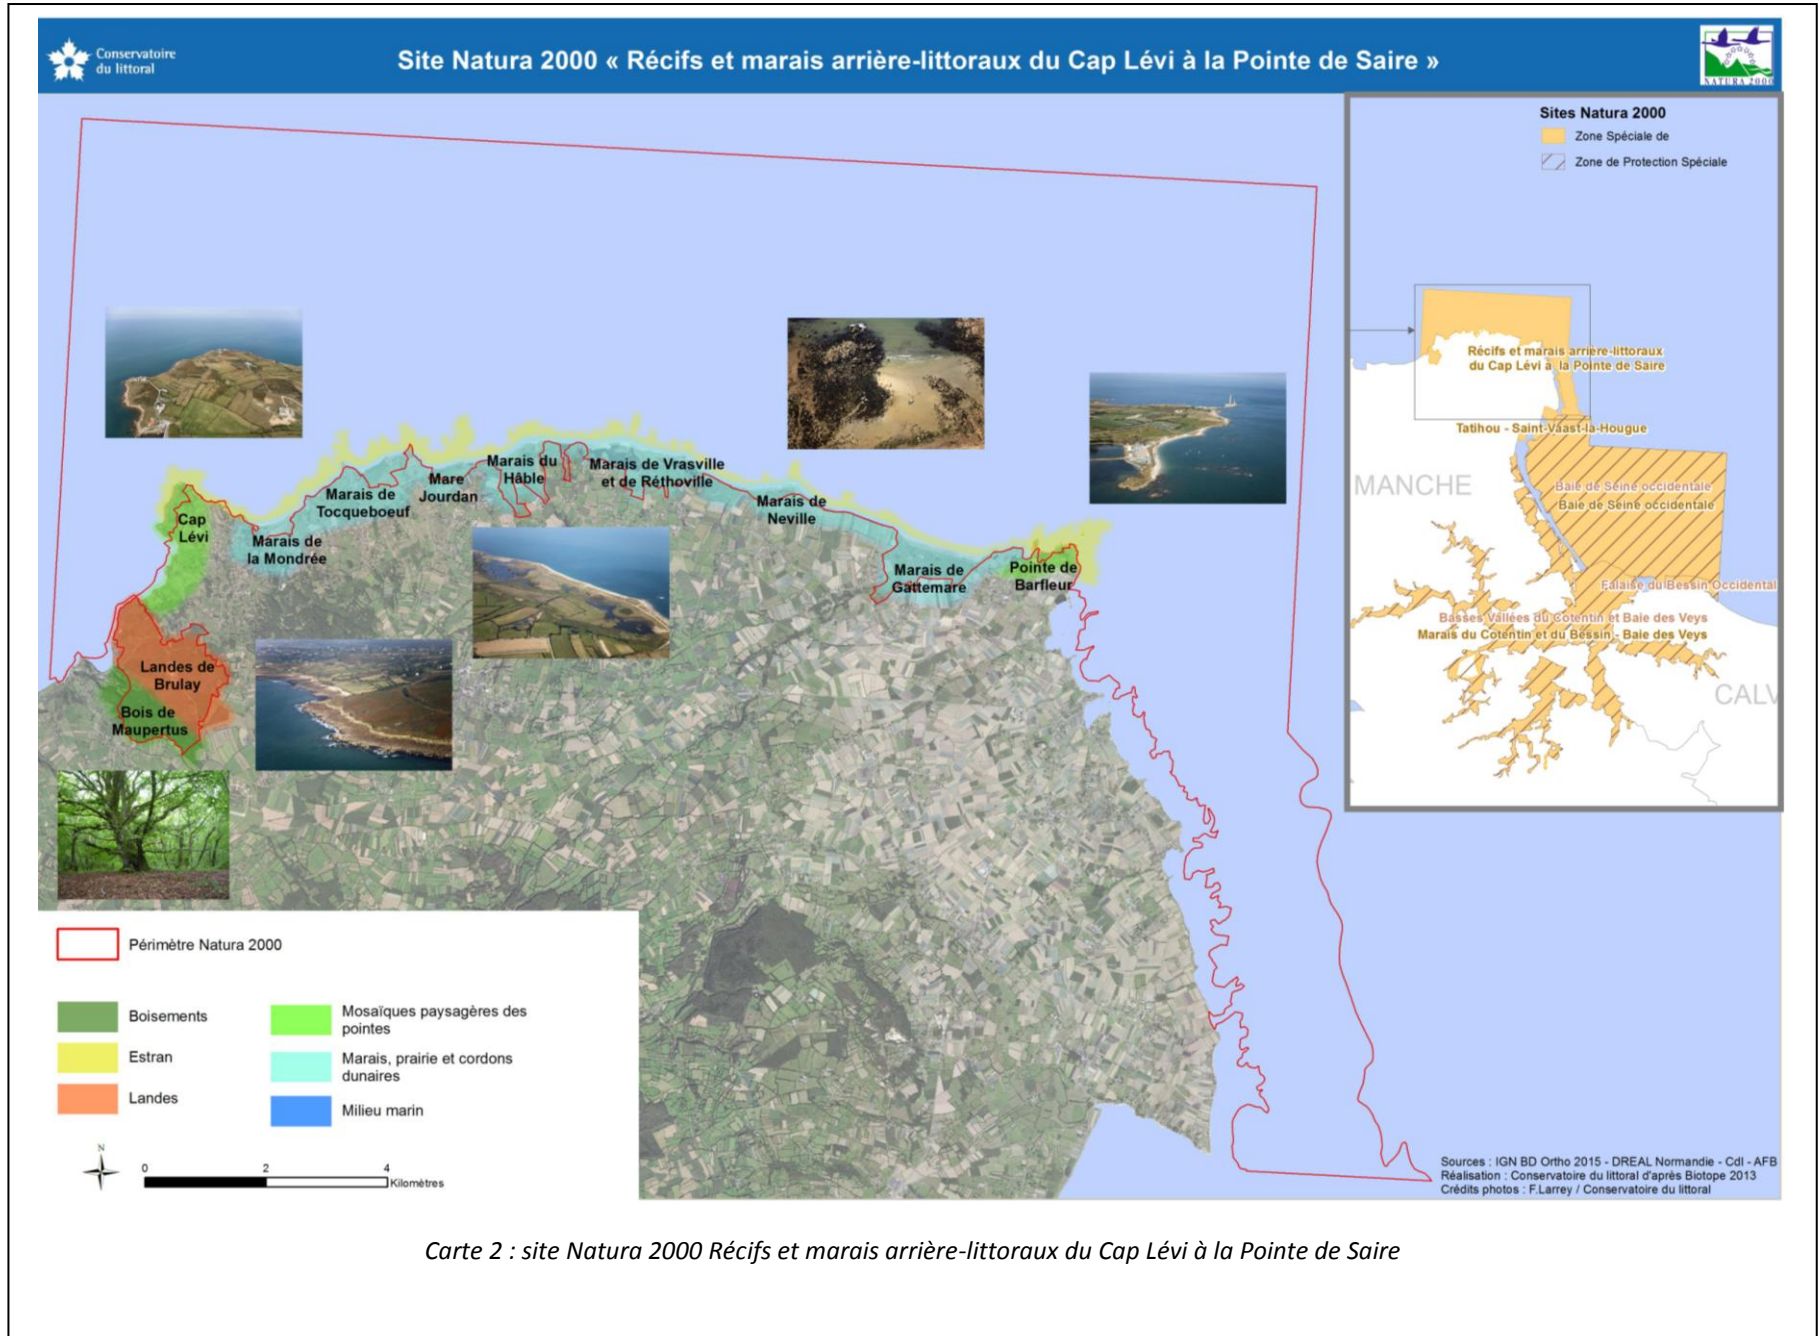 Conservatoire
du littoral
Site Natura 2000 « Récifs et marais arrière-littoraux du Cap Lévi à la Pointe de Saire »
NATURA 2000
Sites Natura 2000
Zone Spéciale de
Zone de Protection Spéciale
Récifs et marais arrière-littoraux
du Cap Lévi à la Pointe de Saire
Tatihou - Saint-Vaast-la-Hougue
MANCHE
Baie de Seine occidentale
Baie de Seine occidentale
Falaise du Bessin Occidental
Basses Vallées du Cotentin et Baie des Veys
Marais du Cotentin et du Bessin - Baie des Veys
CALV
Cap
Lévi
Marais de
la Mondrée
Marais de
Tocqueboeuf
Mare
Jourdan
Marais du
Hâble
Marais de Vrasville
et de Réthoville
Marais de
Neville
Marais de
Gattemare
Pointe de
Barfleur
Landes de
Brulay
Bois de
Maupertus
Périmètre Natura 2000
Boisements
Estran
Landes
Mosaïques paysagères des
pointes
Marais, prairie et cordons
dunaires
Milieu marin
N
0 2 4
Kilomètres
Sources : IGN BD Ortho 2015 - DREAL Normandie - Cdl - AFB
Réalisation : Conservatoire du littoral d'après Biotope 2013
Crédits photos : F.Larrey / Conservatoire du littoral
Carte 2 : site Natura 2000 Récifs et marais arrière-littoraux du Cap Lévi à la Pointe de Saire